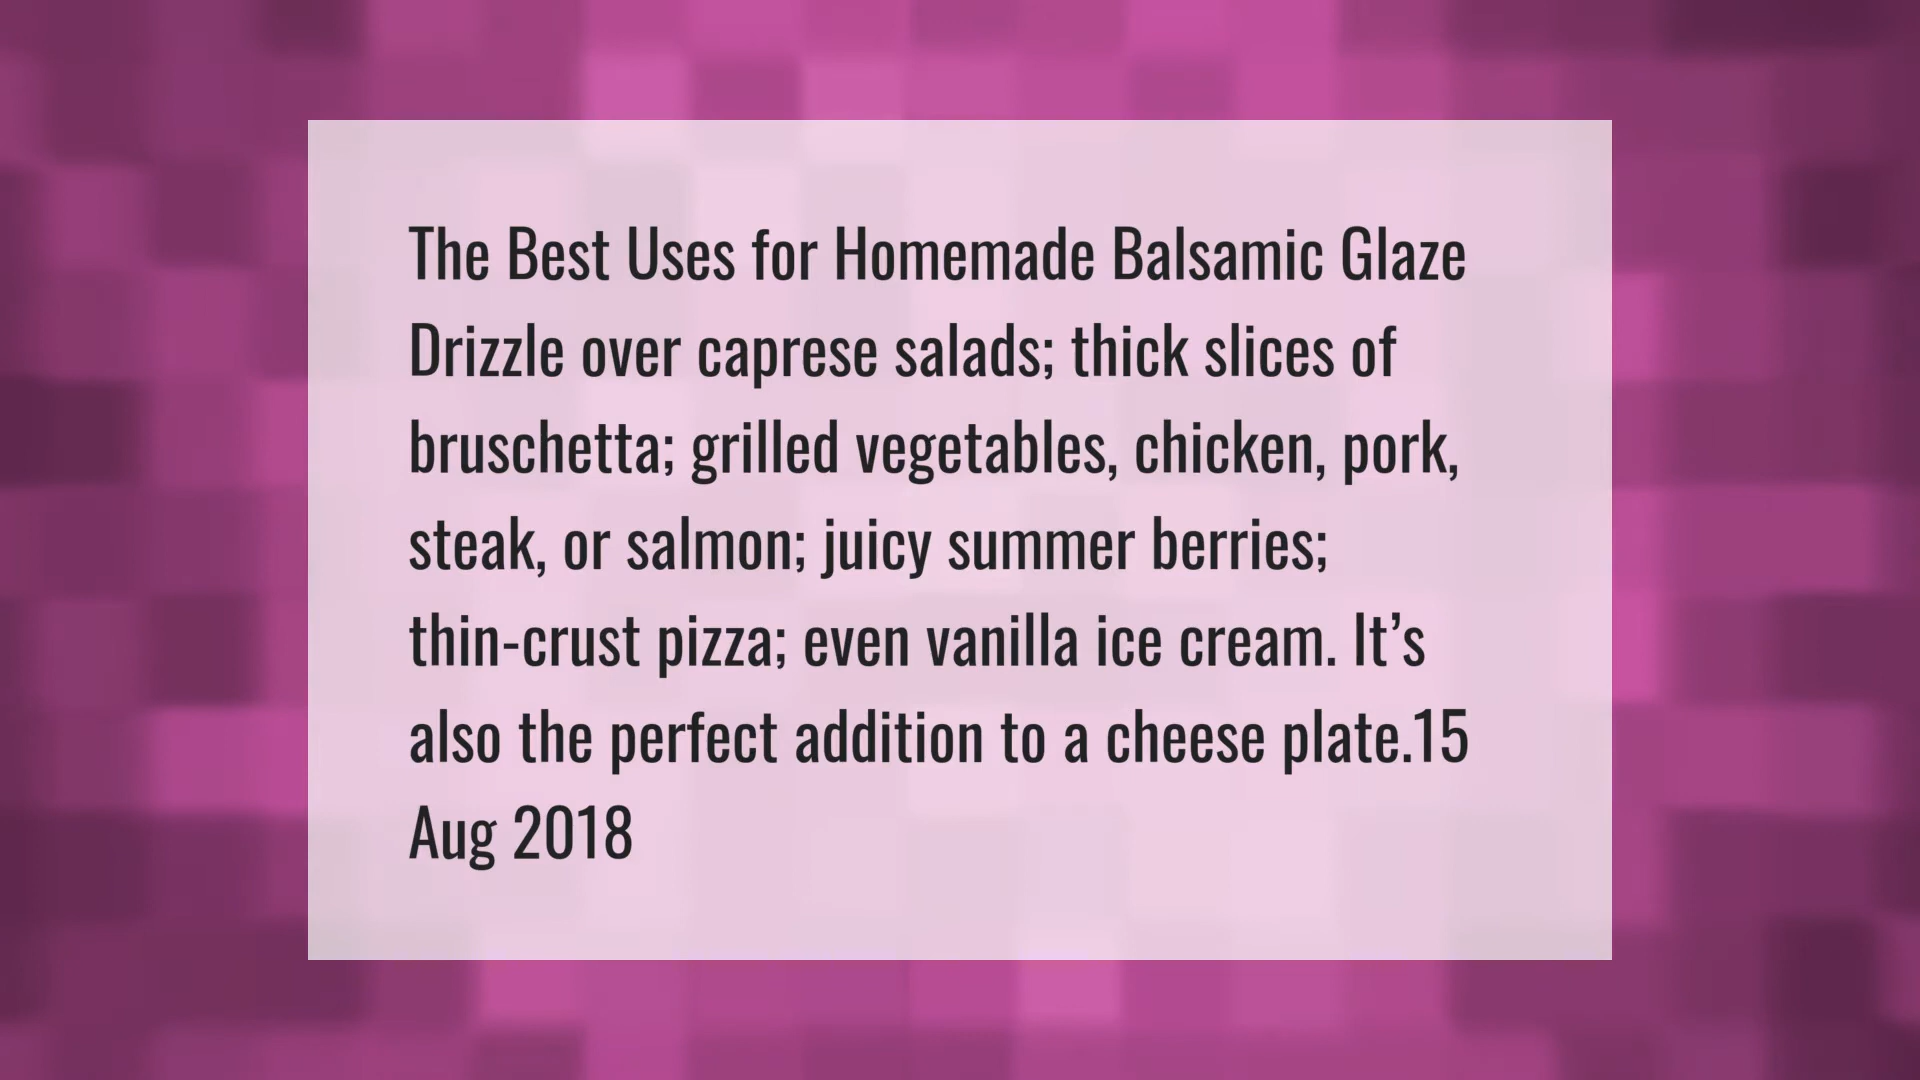 The Best Uses for Homemade Balsamic Glaze
Drizzle over caprese salads; thick slices of
bruschetta; grilled vegetables, chicken, pork,
steak, or salmon; juicy summer berries;
thin-crust pizza; even vanilla ice cream. It’s
also the perfect addition to a cheese plate.15
Aug 2018